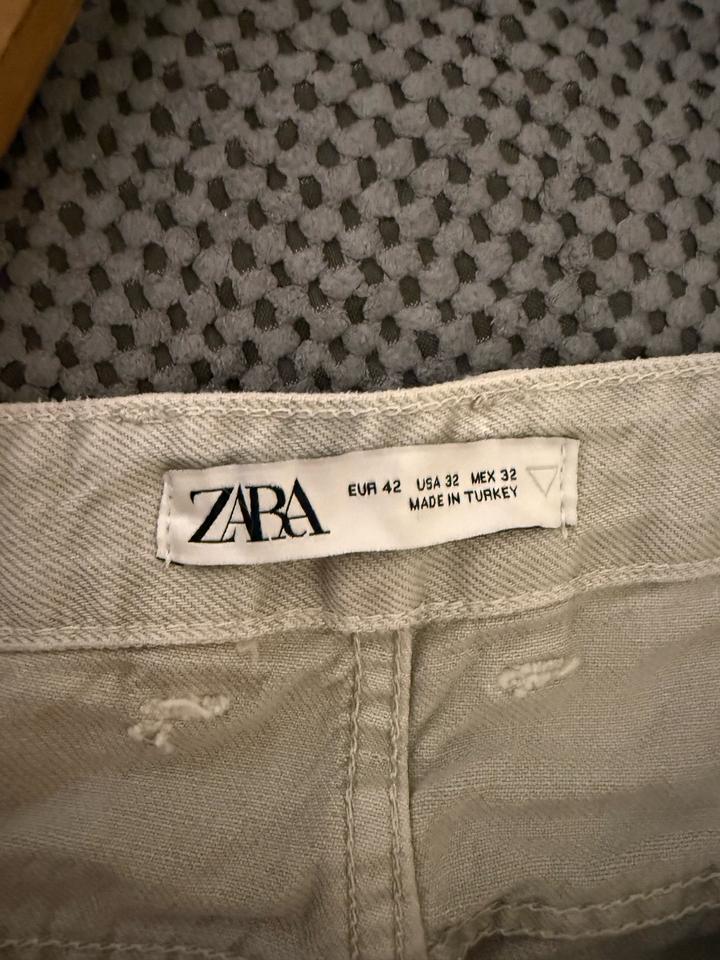 ZARA
EUR 42 USA 32 MEX 32
MADE IN TURKEY